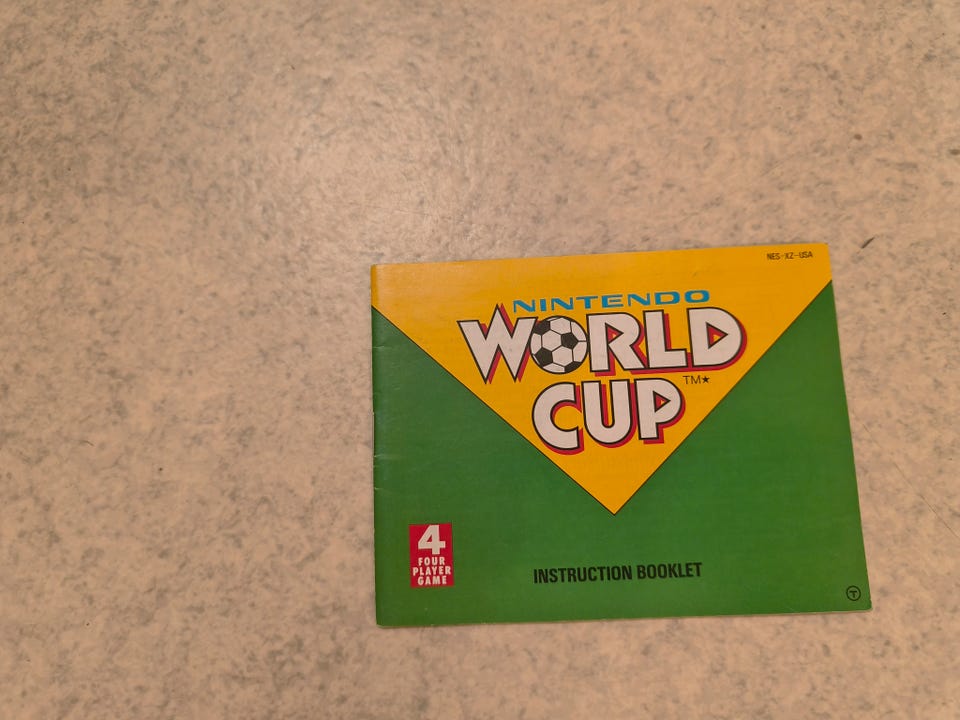 NES-XZ-USA
NINTENDO
WORLD
CUP TM★
4
FOUR
PLAYER
GAME
INSTRUCTION BOOKLET
T